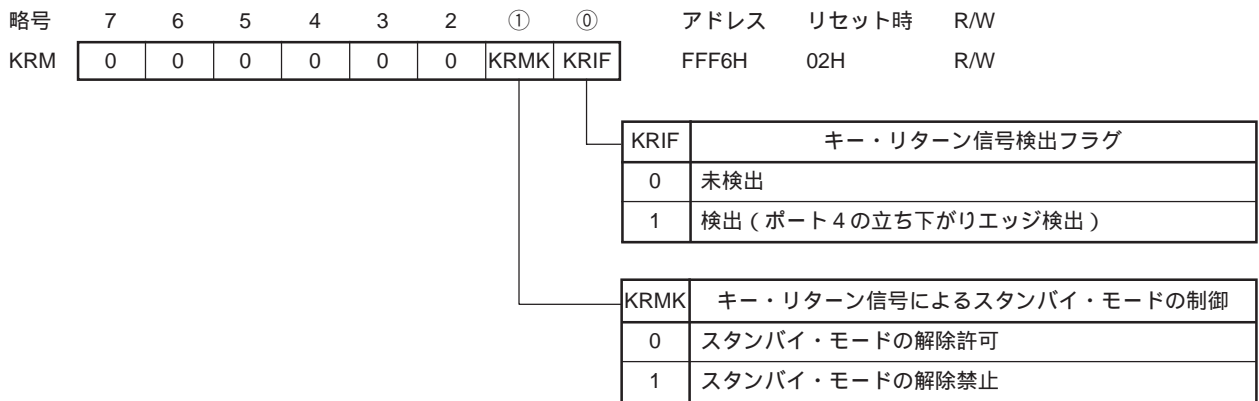 略号 7 6 5 4 3 2 ① ⓪ アドレス リセット時 R/W
KRM 0 0 0 0 0 0 KRMK KRIF FFF6H 02H R/W
KRIF キー・リターン信号検出フラグ
0 未検出
1 検出（ポート4の立ち下がりエッジ検出）
KRMK キー・リターン信号によるスタンバイ・モードの制御
0 スタンバイ・モードの解除許可
1 スタンバイ・モードの解除禁止